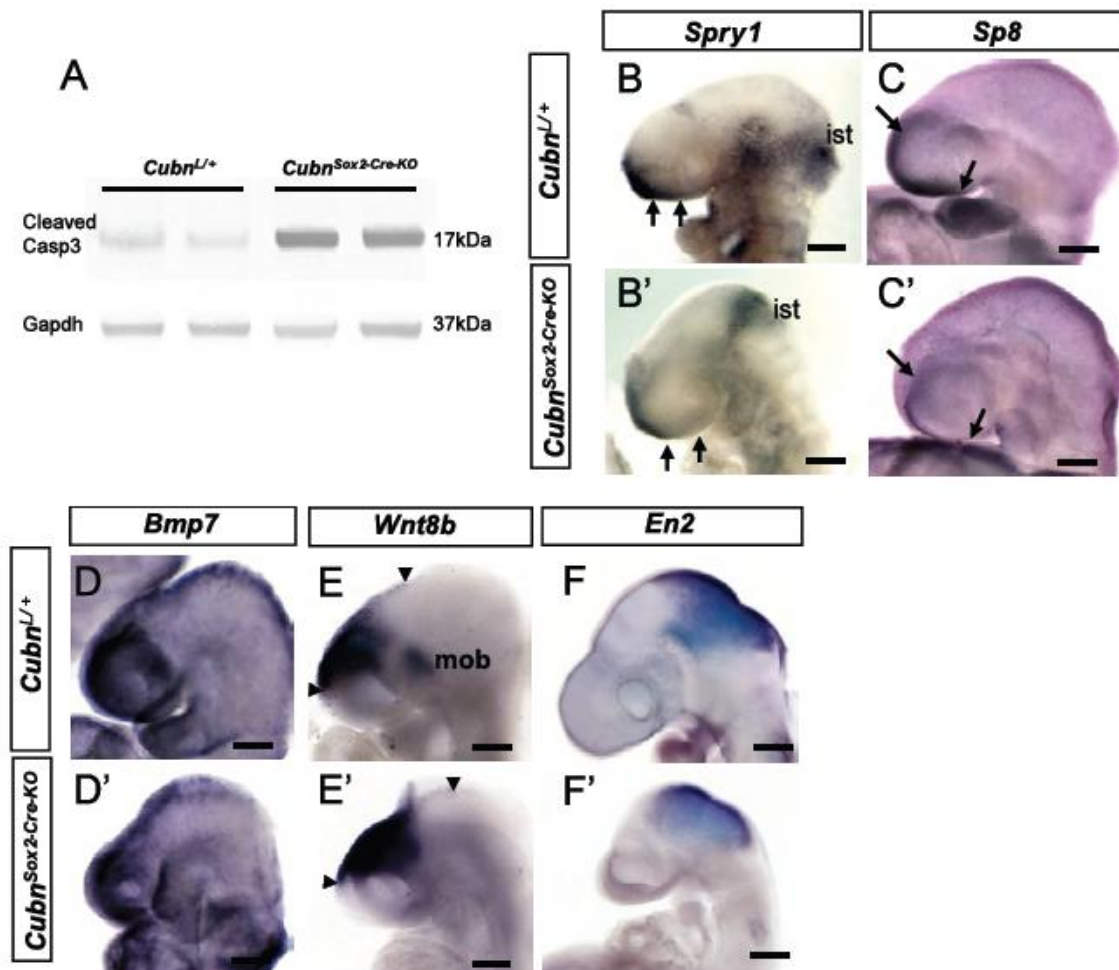 A
Cubn^L/+ Cubn^Sox2-Cre-KO
Cleaved
Casp3
17kDa
Gapdh
37kDa
Spry1 Sp8
Cubn^L/+
B
ist
C
Cubn^Sox2-Cre-KO
B'
ist
C'
Bmp7 Wnt8b En2
Cubn^L/+
D
E
mob
F
Cubn^Sox2-Cre-KO
D'
E'
F'